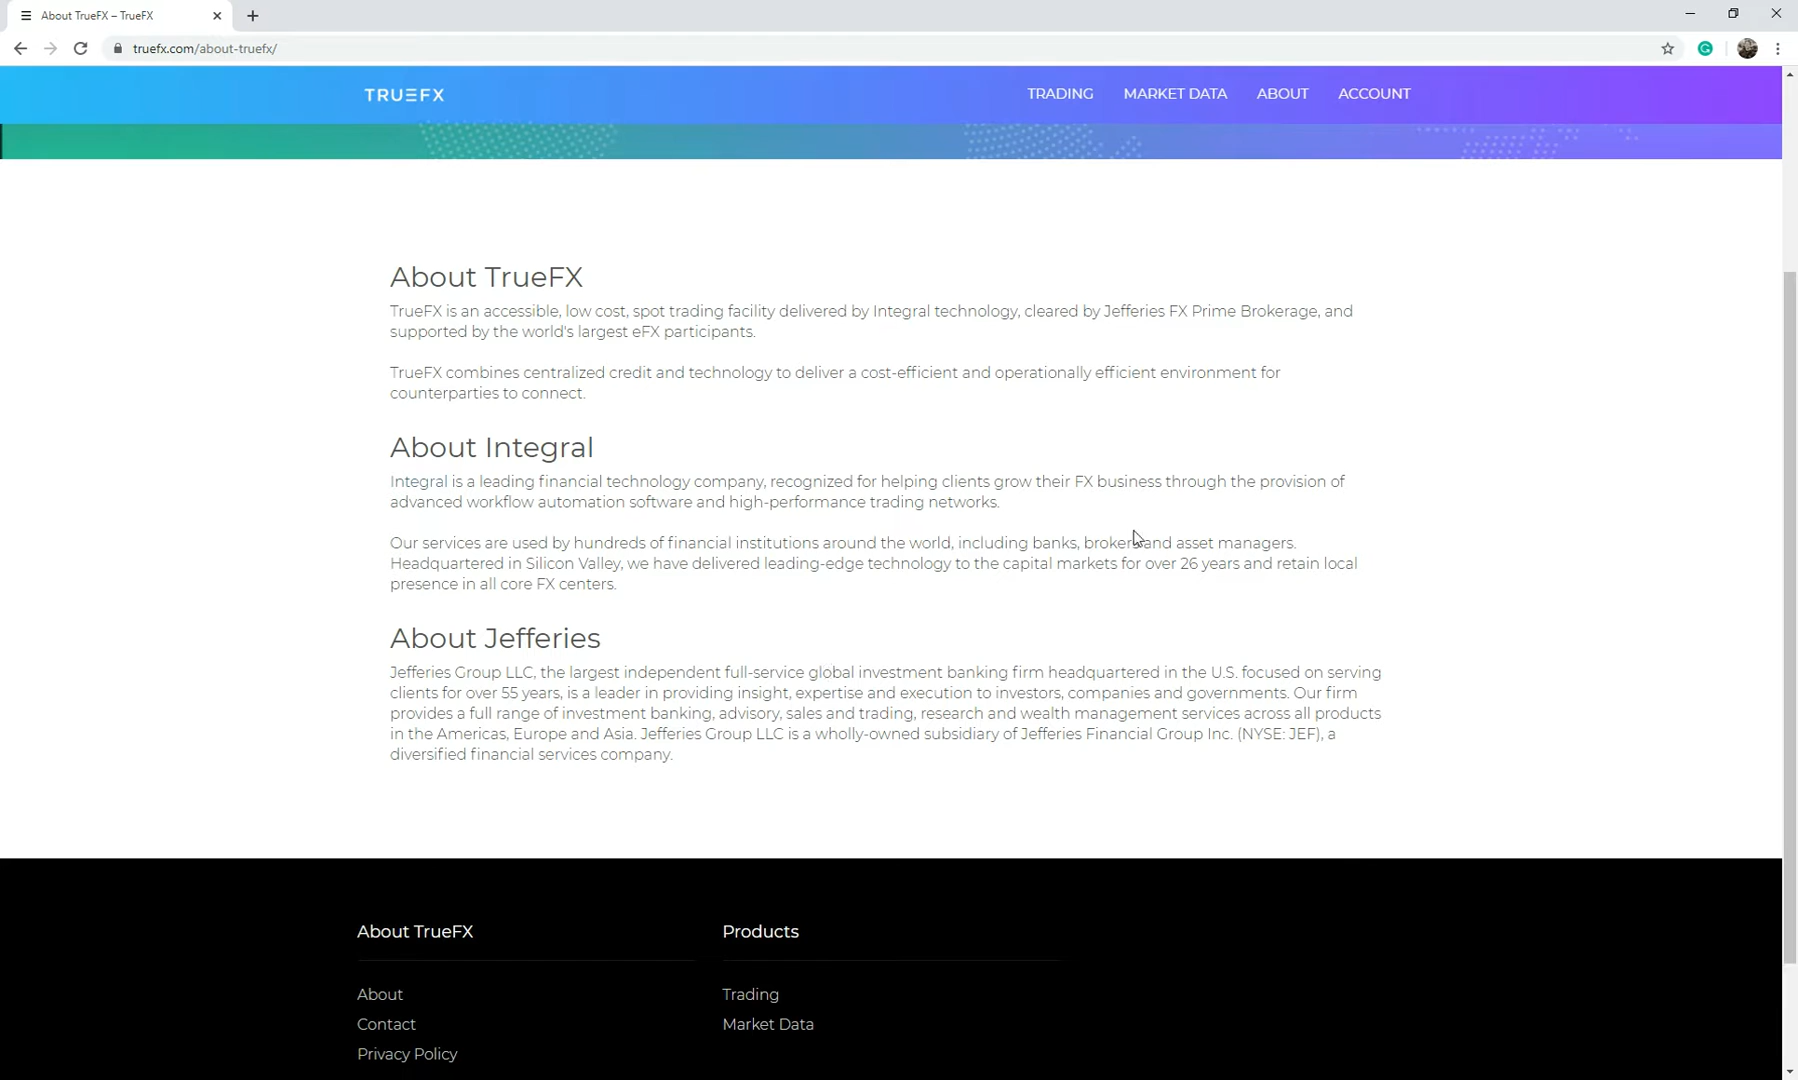 About TrueFX – TrueFX
truefx.com/about-truefx/
TRUEFX
TRADING
MARKET DATA
ABOUT
ACCOUNT
About TrueFX
TrueFX is an accessible, low cost, spot trading facility delivered by Integral technology, cleared by Jefferies FX Prime Brokerage, and
supported by the world's largest eFX participants.
TrueFX combines centralized credit and technology to deliver a cost-efficient and operationally efficient environment for
counterparties to connect.
About Integral
Integral is a leading financial technology company, recognized for helping clients grow their FX business through the provision of
advanced workflow automation software and high-performance trading networks.
Our services are used by hundreds of financial institutions around the world, including banks, brokers and asset managers.
Headquartered in Silicon Valley, we have delivered leading-edge technology to the capital markets for over 26 years and retain local
presence in all core FX centers.
About Jefferies
Jefferies Group LLC, the largest independent full-service global investment banking firm headquartered in the U.S. focused on serving
clients for over 55 years, is a leader in providing insight, expertise and execution to investors, companies and governments. Our firm
provides a full range of investment banking, advisory, sales and trading, research and wealth management services across all products
in the Americas, Europe and Asia. Jefferies Group LLC is a wholly-owned subsidiary of Jefferies Financial Group Inc. (NYSE: JEF), a
diversified financial services company.
About TrueFX
About
Contact
Privacy Policy
Products
Trading
Market Data